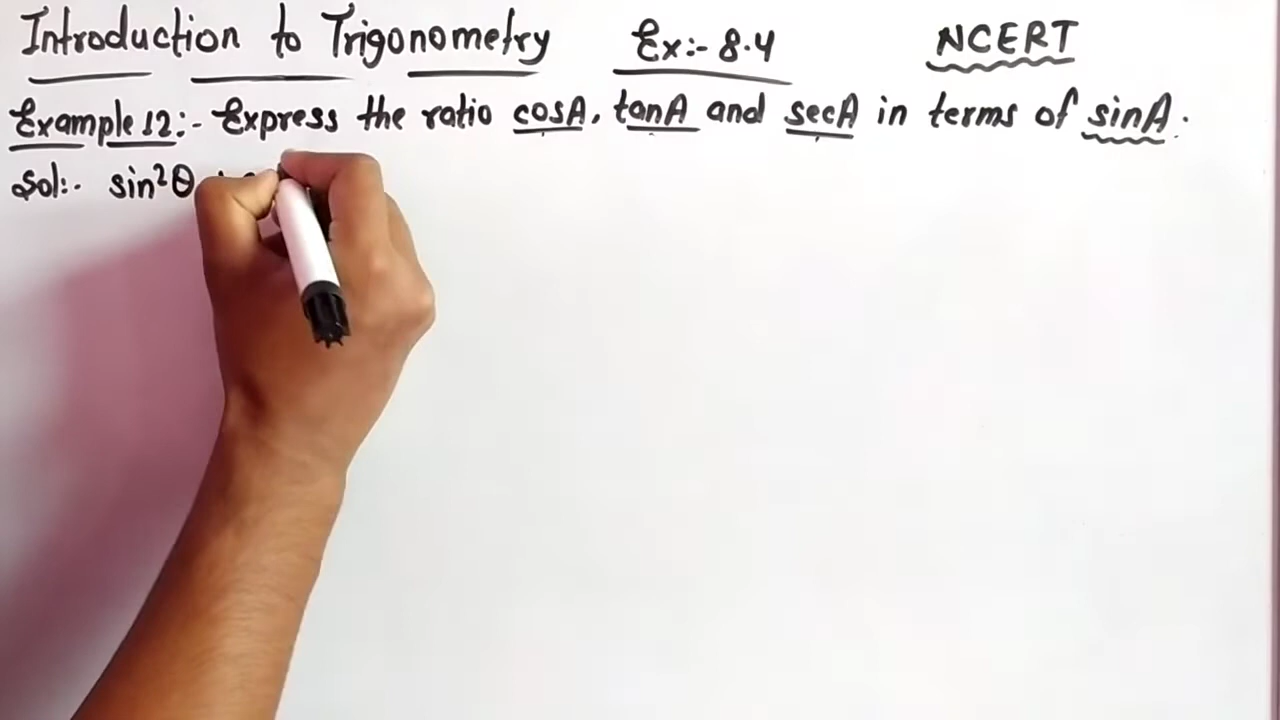 Introduction to Trigonometry Ex:- 8.4 NCERT
Example 12:- Express the ratio cosA, tanA and secA in terms of sinA.
Sol:- sin²θ +